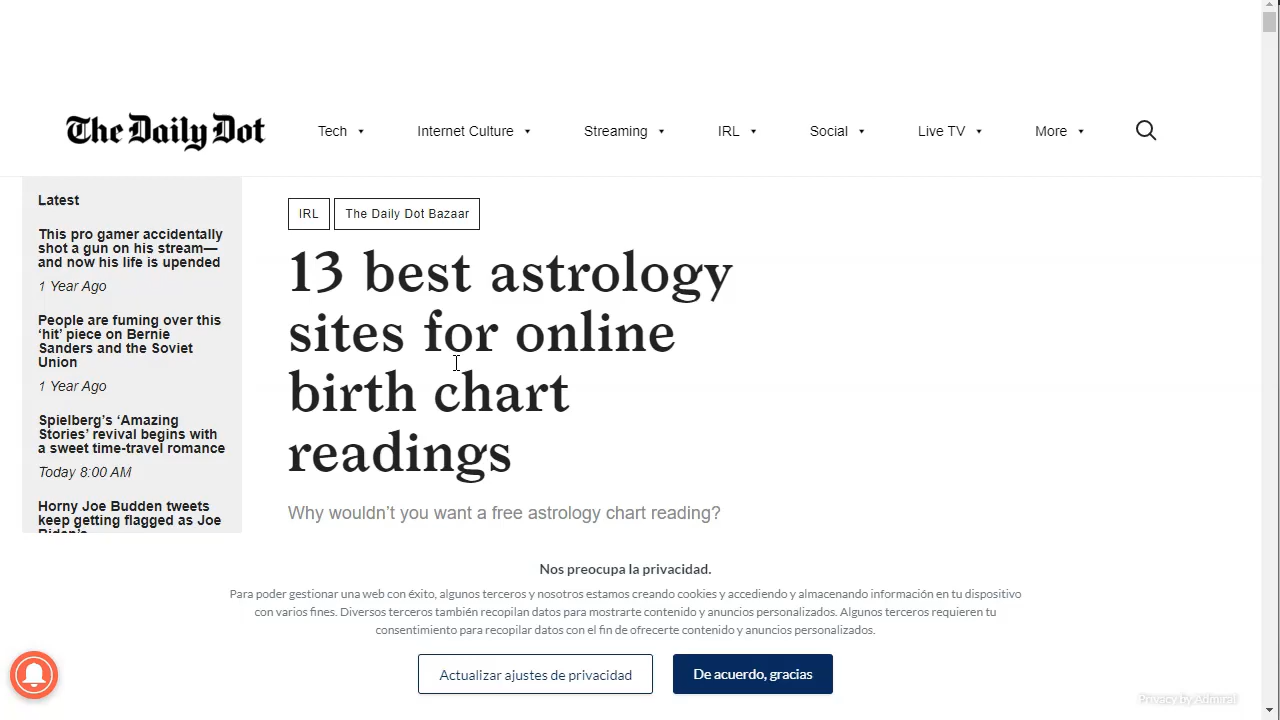 The Daily Dot
Tech
Internet Culture
Streaming
IRL
Social
Live TV
More
Latest
This pro gamer accidentally
shot a gun on his stream—
and now his life is upended
1 Year Ago
People are fuming over this
‘hit’ piece on Bernie
Sanders and the Soviet
Union
1 Year Ago
Spielberg’s ‘Amazing
Stories’ revival begins with
a sweet time-travel romance
Today 8:00 AM
Horny Joe Budden tweets
keep getting flagged as Joe
Biden’s
IRL
The Daily Dot Bazaar
13 best astrology
sites for online
birth chart
readings
Why wouldn’t you want a free astrology chart reading?
Nos preocupa la privacidad.
Para poder gestionar una web con éxito, algunos terceros y nosotros estamos creando cookies y accediendo y almacenando información en tu dispositivo
con varios fines. Diversos terceros también recopilan datos para mostrarte contenido y anuncios personalizados. Algunos terceros requieren tu
consentimiento para recopilar datos con el fin de ofrecerte contenido y anuncios personalizados.
Actualizar ajustes de privacidad
De acuerdo, gracias
Privacy by Admiral